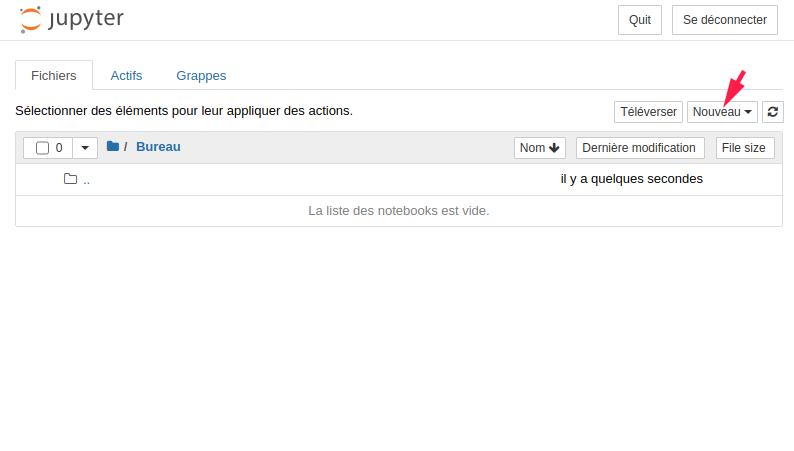 jupyter
Quit
Se déconnecter
Fichiers
Actifs
Grappes
Sélectionner des éléments pour leur appliquer des actions.
Téléverser
Nouveau
0
/ Bureau
Nom
Dernière modification
File size
..
il y a quelques secondes
La liste des notebooks est vide.